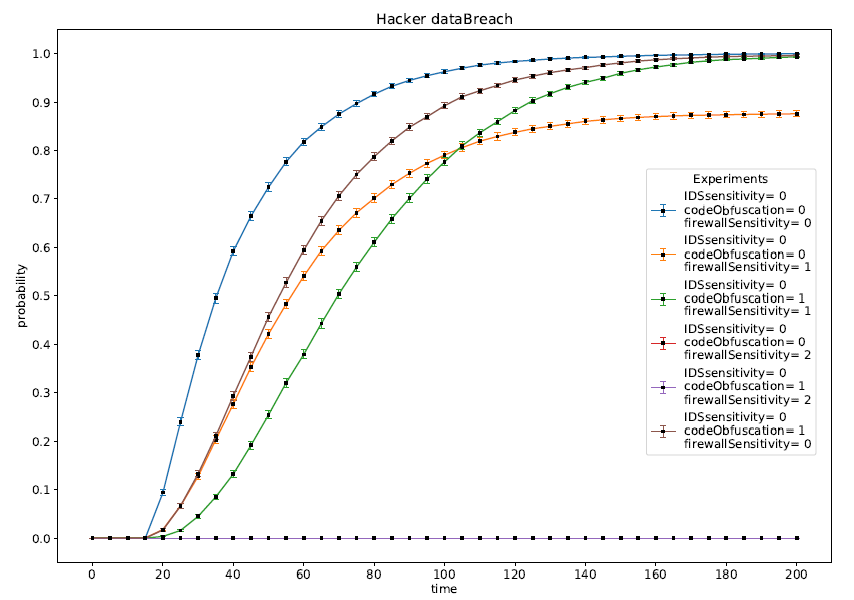 Hacker dataBreach
1.0
0.9
0.8
0.7
0.6
0.5
0.4
0.3
0.2
0.1
0.0
probability
0 20 40 60 80 100 120 140 160 180 200
time
Experiments
IDSsensitivity= 0
codeObfuscation= 0
firewallSensitivity= 0
IDSsensitivity= 0
codeObfuscation= 0
firewallSensitivity= 1
IDSsensitivity= 0
codeObfuscation= 1
firewallSensitivity= 1
IDSsensitivity= 0
codeObfuscation= 0
firewallSensitivity= 2
IDSsensitivity= 0
codeObfuscation= 1
firewallSensitivity= 2
IDSsensitivity= 0
codeObfuscation= 1
firewallSensitivity= 0